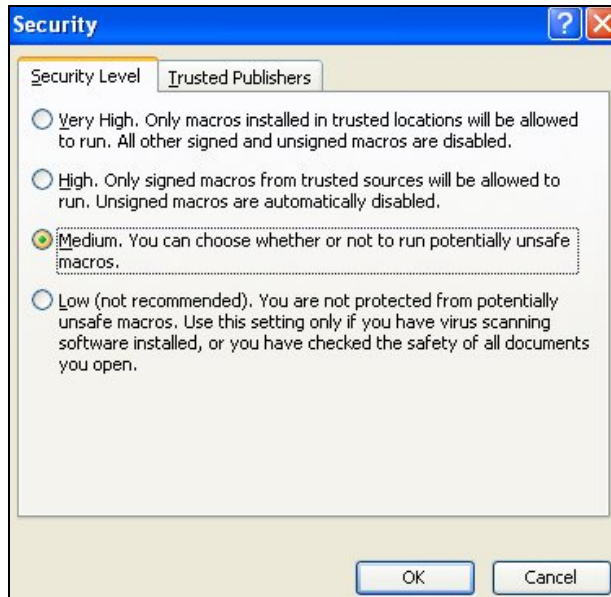 Security
Security Level
Trusted Publishers
Very High. Only macros installed in trusted locations will be allowed
to run. All other signed and unsigned macros are disabled.
High. Only signed macros from trusted sources will be allowed to
run. Unsigned macros are automatically disabled.
Medium. You can choose whether or not to run potentially unsafe
macros.
Low (not recommended). You are not protected from potentially
unsafe macros. Use this setting only if you have virus scanning
software installed, or you have checked the safety of all documents
you open.
OK
Cancel